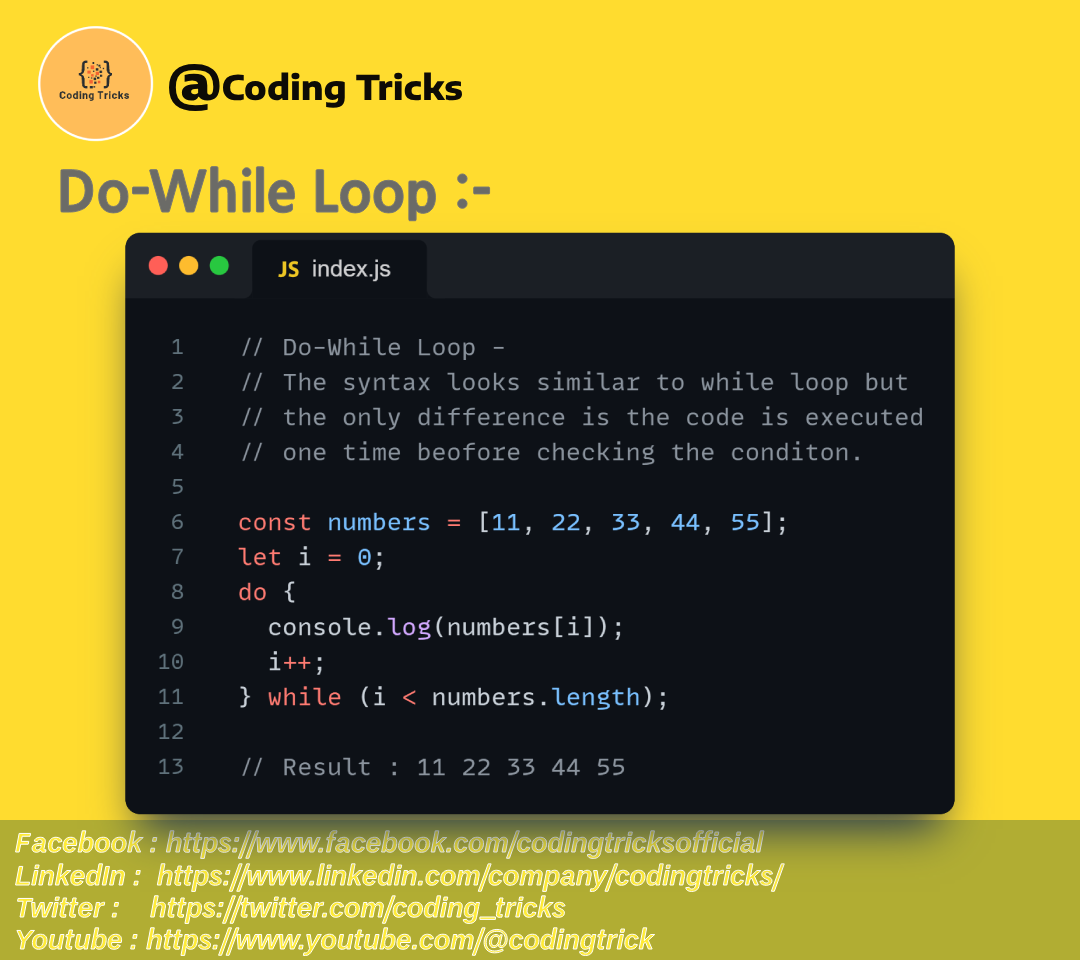 { }
Coding Tricks
@Coding Tricks
Do-While Loop :-
JS index.js
1 // Do-While Loop -
2 // The syntax looks similar to while loop but
3 // the only difference is the code is executed
4 // one time beofore checking the conditon.
5
6 const numbers = [11, 22, 33, 44, 55];
7 let i = 0;
8 do {
9   console.log(numbers[i]);
10   i++;
11 } while (i < numbers.length);
12
13 // Result : 11 22 33 44 55
Facebook : https://www.facebook.com/codingtricksofficial
Linkedin : https://www.linkedin.com/company/codingtricks/
Twitter : https://twitter.com/coding_tricks
Youtube : https://www.youtube.com/@codingtrick